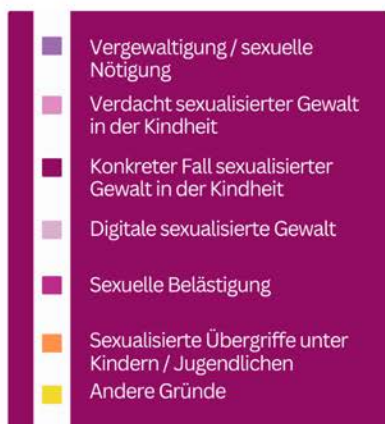 Vergewaltigung / sexuelle
Nötigung
Verdacht sexualisierter Gewalt
in der Kindheit
Konkreter Fall sexualisierter
Gewalt in der Kindheit
Digitale sexualisierte Gewalt
Sexuelle Belästigung
Sexualisierte Übergriffe unter
Kindern / Jugendlichen
Andere Gründe